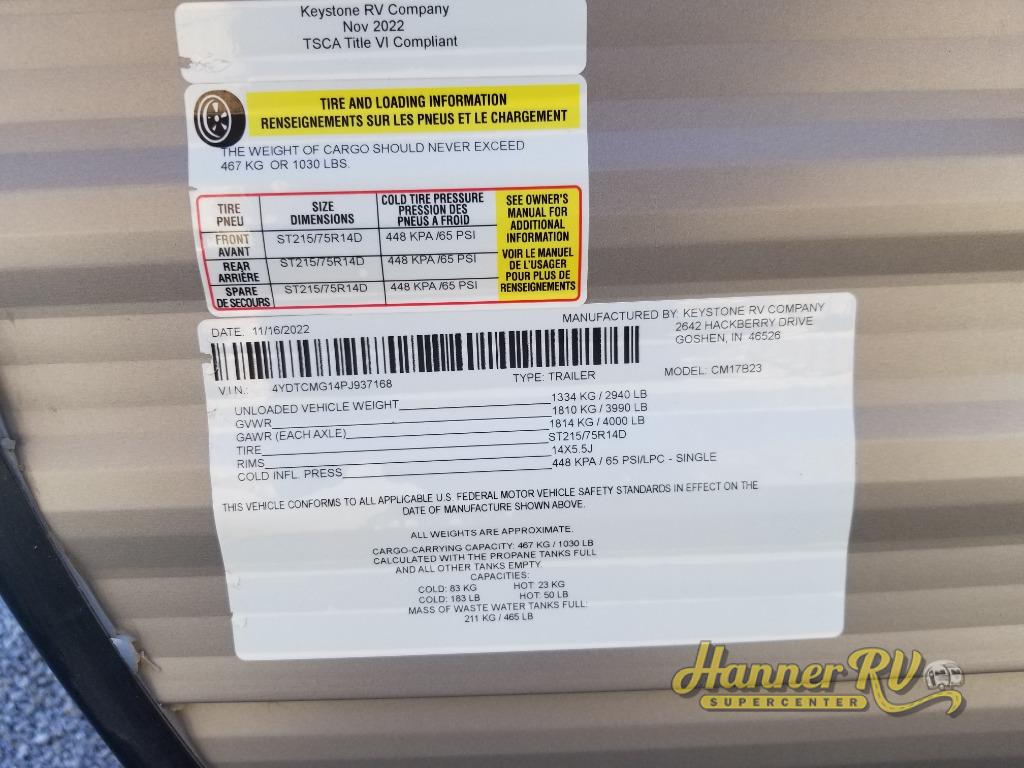 Keystone RV Company
Nov 2022
TSCA Title VI Compliant
TIRE AND LOADING INFORMATION
RENSEIGNEMENTS SUR LES PNEUS ET LE CHARGEMENT
THE WEIGHT OF CARGO SHOULD NEVER EXCEED
467 KG OR 1030 LBS.
TIRE
PNEU
SIZE
DIMENSIONS
COLD TIRE PRESSURE
PRESSION DES
PNEUS A FROID
FRONT
AVANT
ST215/75R14D
448 KPA /65 PSI
REAR
ARRIÈRE
ST215/75R14D
448 KPA /65 PSI
SPARE
DE SECOURS
ST215/75R14D
448 KPA /65 PSI
SEE OWNER'S
MANUAL FOR
ADDITIONAL
INFORMATION
VOIR LE MANUEL
DE L'USAGER
POUR PLUS DE
RENSEIGNEMENTS
DATE: 11/16/2022
MANUFACTURED BY: KEYSTONE RV COMPANY
2642 HACKBERRY DRIVE
GOSHEN, IN 46526
V I N.: 4YDTCMG14PJ937168
TYPE: TRAILER
MODEL: CM17B23
UNLOADED VEHICLE WEIGHT 1334 KG / 2940 LB
GVWR 1810 KG / 3990 LB
GAWR (EACH AXLE) 1814 KG / 4000 LB
TIRE ST215/75R14D
RIMS 14X5.5J
COLD INFL. PRESS 448 KPA / 65 PSI/LPC - SINGLE
THIS VEHICLE CONFORMS TO ALL APPLICABLE U.S. FEDERAL MOTOR VEHICLE SAFETY STANDARDS IN EFFECT ON THE
DATE OF MANUFACTURE SHOWN ABOVE.
ALL WEIGHTS ARE APPROXIMATE.
CARGO-CARRYING CAPACITY: 467 KG / 1030 LB
CALCULATED WITH THE PROPANE TANKS FULL
AND ALL OTHER TANKS EMPTY.
CAPACITIES:
COLD: 83 KG HOT: 23 KG
COLD: 183 LB HOT: 50 LB
MASS OF WASTE WATER TANKS FULL:
211 KG / 465 LB
Hanner RV
SUPERCENTER